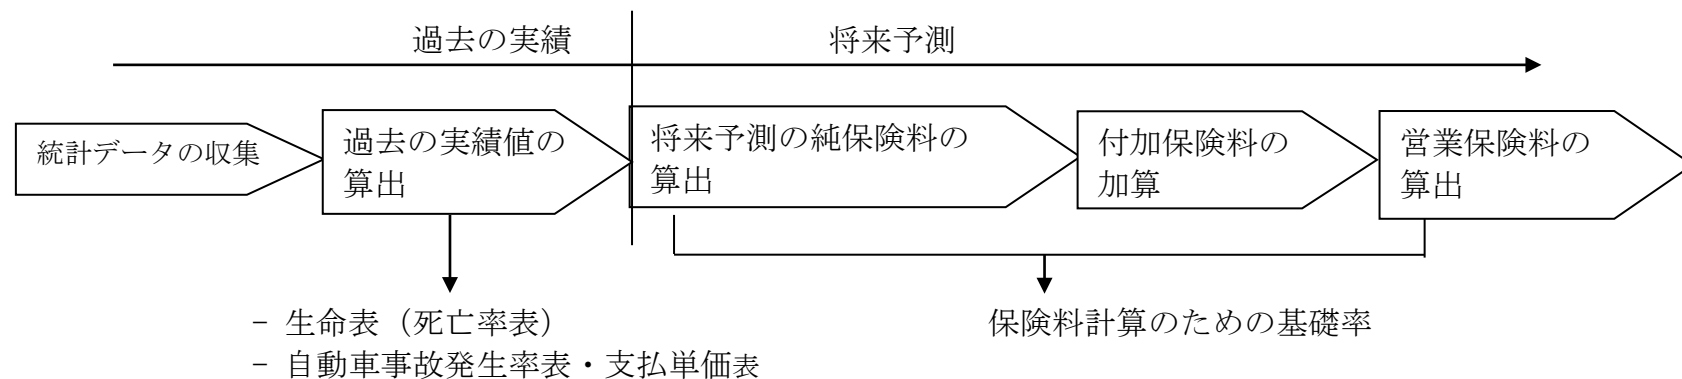 過去の実績
将来予測
統計データの収集
過去の実績値の
算出
将来予測の純保険料の
算出
付加保険料の
加算
営業保険料の
算出
- 生命表（死亡率表）
- 自動車事故発生率表・支払単価表
保険料計算のための基礎率